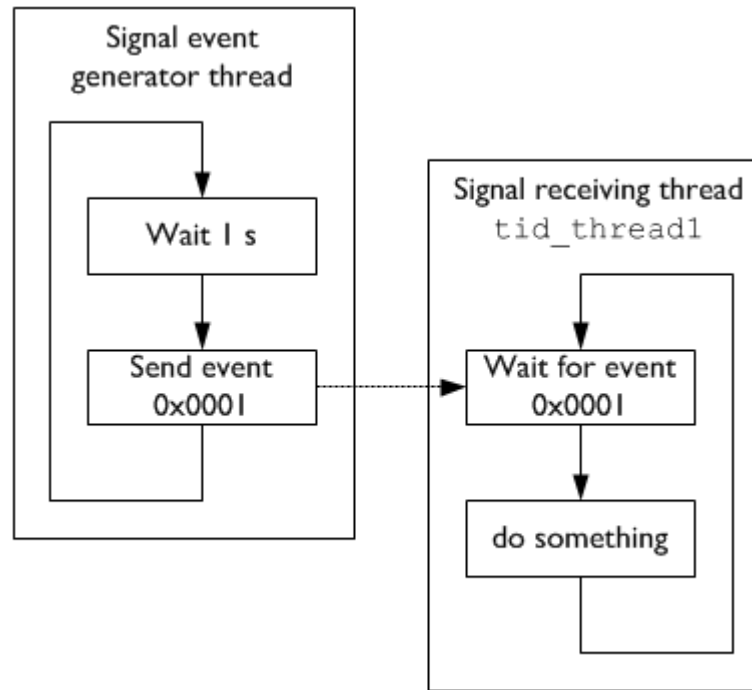 Signal event
generator thread
Wait 1 s
Send event
0x0001
Signal receiving thread
tid_thread1
Wait for event
0x0001
do something